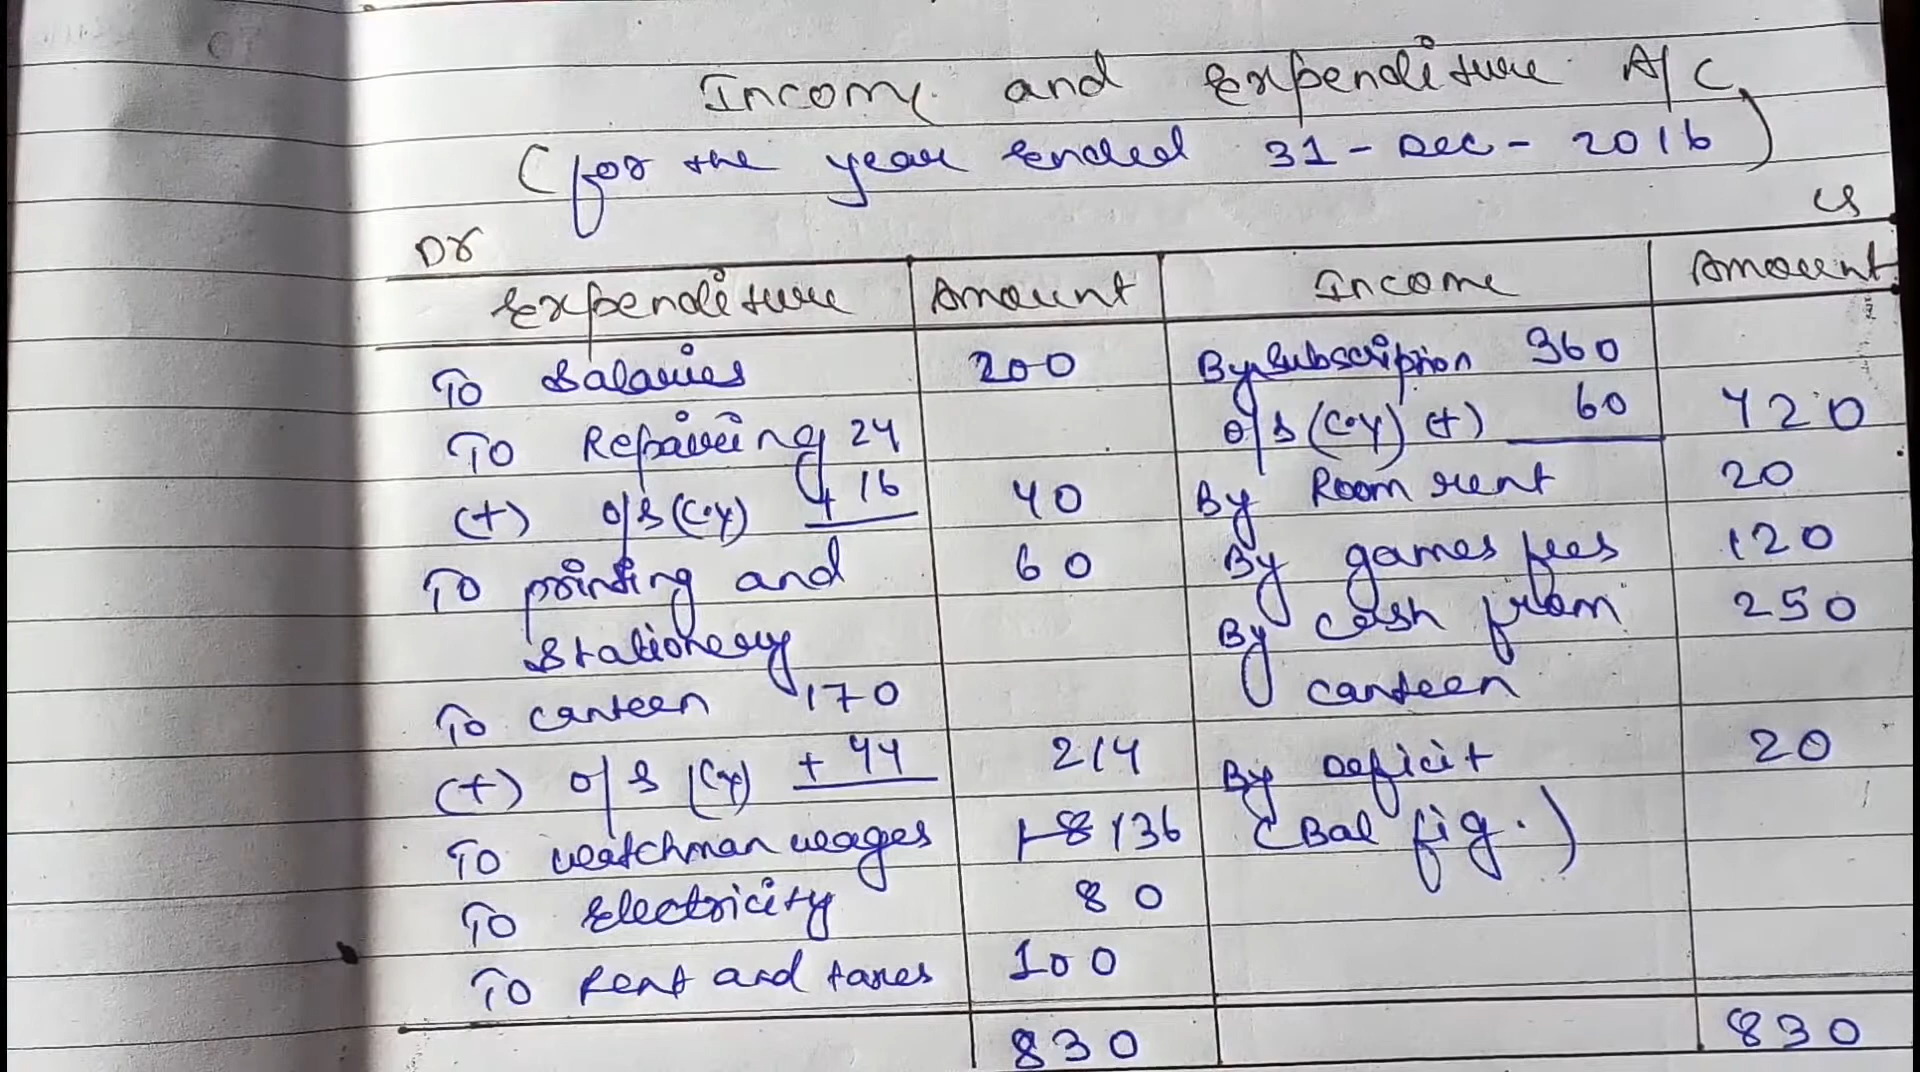 Income and Expenditure A/C
(for the year ended 31-Dec-2016)
Dr Cr
Expenditure Amount Income Amount
To Salaries 200 By Subscription 360
To Repairing 24 o/s (C.Y) (+) 60 420
(+) o/s (C.Y) + 16 40 By Room rent 20
To printing and 60 By games fees 120
Stationery By cash from 250
To canteen 170 canteen
(+) o/s (CY) + 44 214 By Deficit 20
To watchman wages 136 (Bal fig.)
To Electricity 80
To Rent and taxes 100
830 830